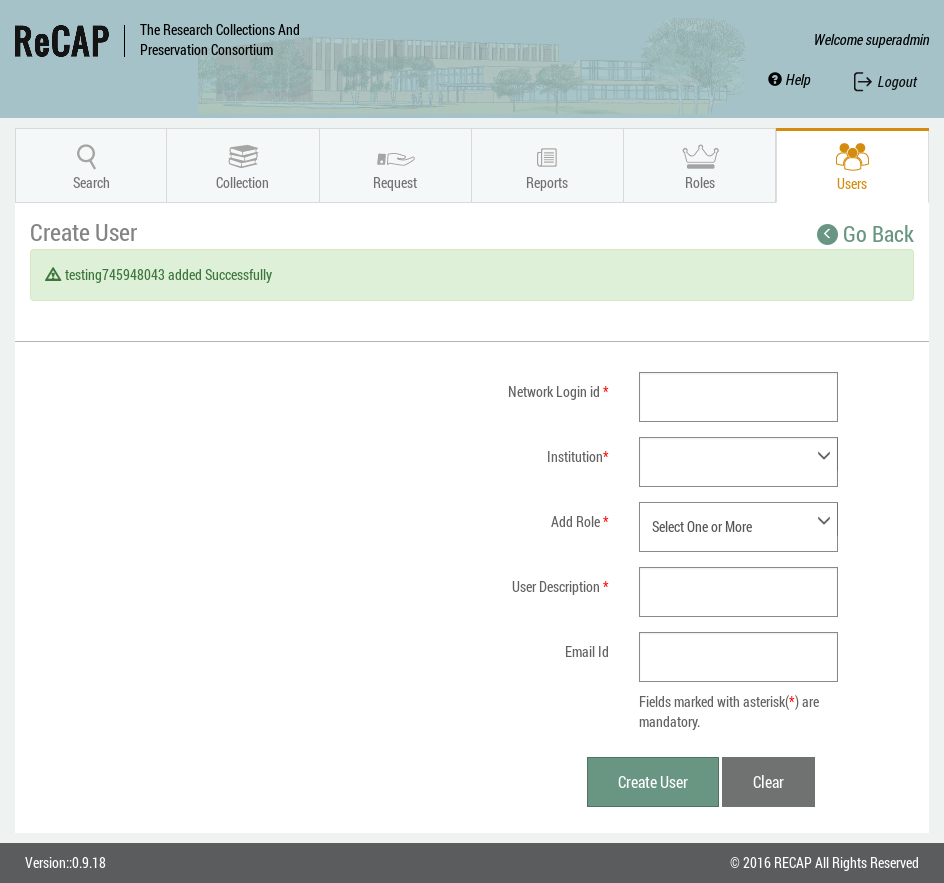 ReCAP
The Research Collections And
Preservation Consortium
Welcome superadmin
Help
Logout
Search
Collection
Request
Reports
Roles
Users
Create User
Go Back
testing745948043 added Successfully
Network Login id *
Institution*
Add Role *
Select One or More
User Description *
Email Id
Fields marked with asterisk(*) are
mandatory.
Create User
Clear
Version::0.9.18
© 2016 RECAP All Rights Reserved